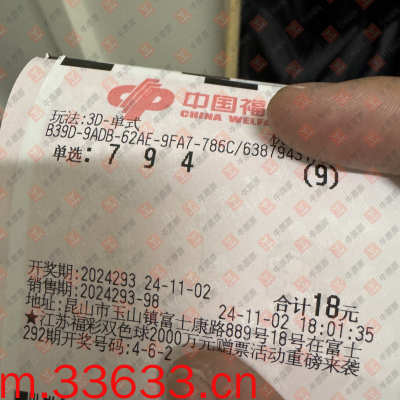 中国福
CHINA WELF
玩法:3D-单式
B39D-9ADB-62AE-9FA7-786C/6387943
单选: 7 9 4 (9)
开奖期:2024293 24-11-02 合计18元
销售期:2024293-98 24-11-02 18:01:35
地址:昆山市玉山镇富士康路889号18号在富士
★江苏福彩双色球2000万元赠票活动重磅来袭
292期开奖号码:4-6-2
m.33633.cn